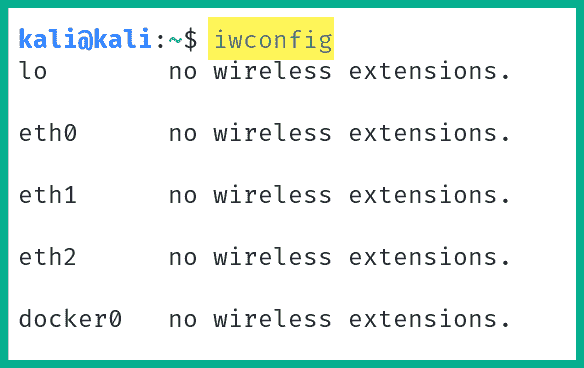 kali@kali:~$ iwconfig
lo        no wireless extensions.
eth0      no wireless extensions.
eth1      no wireless extensions.
eth2      no wireless extensions.
docker0   no wireless extensions.